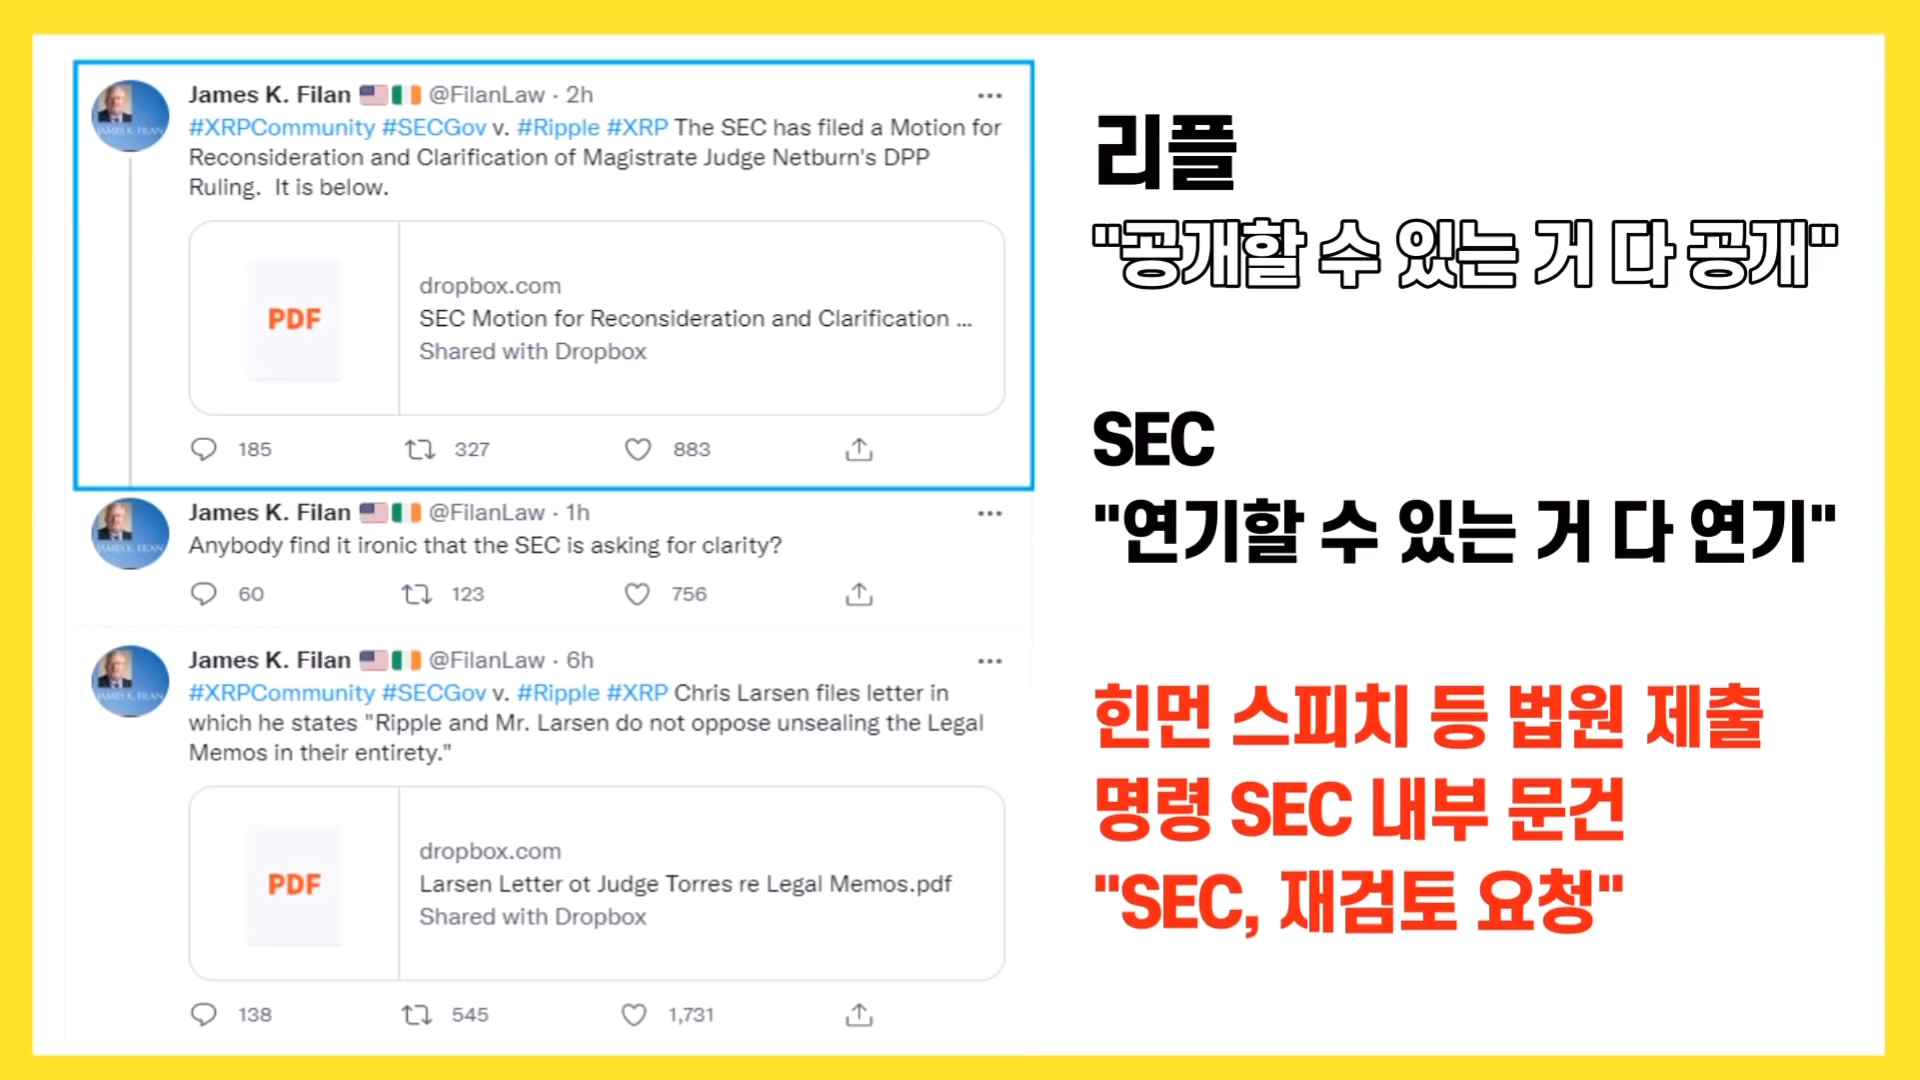 James K. Filan 🇺🇸🇮🇪 @FilanLaw · 2h
#XRPCommunity #SECGov v. #Ripple #XRP The SEC has filed a Motion for
Reconsideration and Clarification of Magistrate Judge Netburn's DPP
Ruling. It is below.
PDF
dropbox.com
SEC Motion for Reconsideration and Clarification ...
Shared with Dropbox
185 327 883
James K. Filan 🇺🇸🇮🇪 @FilanLaw · 1h
Anybody find it ironic that the SEC is asking for clarity?
60 123 756
James K. Filan 🇺🇸🇮🇪 @FilanLaw · 6h
#XRPCommunity #SECGov v. #Ripple #XRP Chris Larsen files letter in
which he states "Ripple and Mr. Larsen do not oppose unsealing the Legal
Memos in their entirety."
PDF
dropbox.com
Larsen Letter ot Judge Torres re Legal Memos.pdf
Shared with Dropbox
138 545 1,731
리플
"공개할 수 있는 거 다 공개"
SEC
"연기할 수 있는 거 다 연기"
힌먼 스피치 등 법원 제출
명령 SEC 내부 문건
"SEC, 재검토 요청"